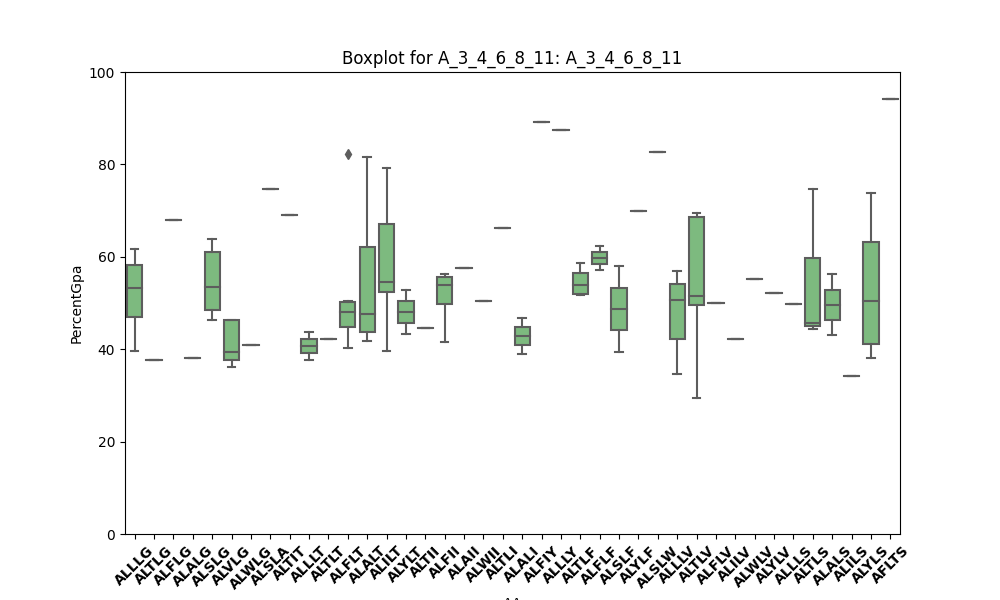 Boxplot for A_3_4_6_8_11: A_3_4_6_8_11
PercentGpa
100
80
60
40
20
0
ALLLG
ALTLG
ALFLG
ALALG
ALSLG
ALVLG
ALWLG
ALSLA
ALTIT
ALLLT
ALTLT
ALFLT
ALALT
ALILT
ALYLT
ALTII
ALFII
ALAII
ALWII
ALTLI
ALALI
ALFIY
ALLLY
ALTLF
ALFLF
ALSLF
ALYLF
ALSLW
ALLLV
ALTLV
ALFLV
ALILV
ALWLV
ALYLV
ALLLS
ALTLS
ALALS
ALILS
ALYLS
AFLTS